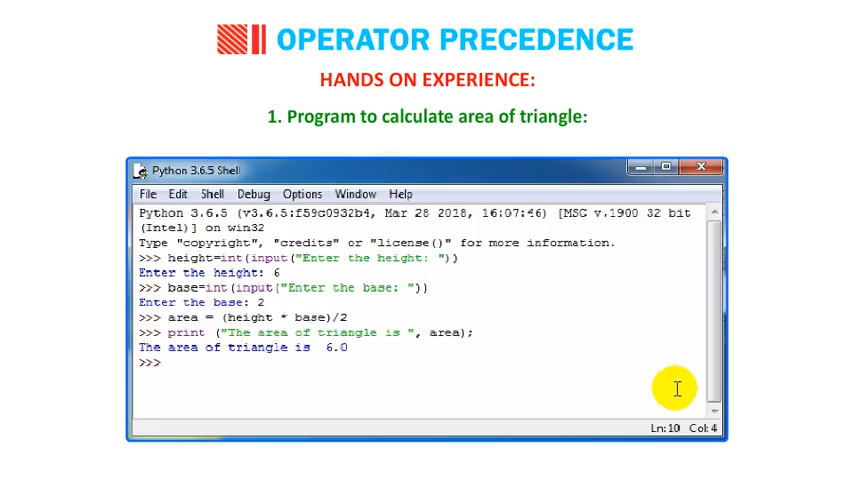 OPERATOR PRECEDENCE
HANDS ON EXPERIENCE:
1. Program to calculate area of triangle:
Python 3.6.5 Shell
File Edit Shell Debug Options Window Help
Python 3.6.5 (v3.6.5:f59c0932b4, Mar 28 2018, 16:07:46) [MSC v.1900 32 bit
(Intel)] on win32
Type "copyright", "credits" or "license()" for more information.
>>> height=int(input("Enter the height: "))
Enter the height: 6
>>> base=int(input("Enter the base: "))
Enter the base: 2
>>> area = (height * base)/2
>>> print ("The area of triangle is ", area);
The area of triangle is  6.0
>>>
Ln:10 Col:4